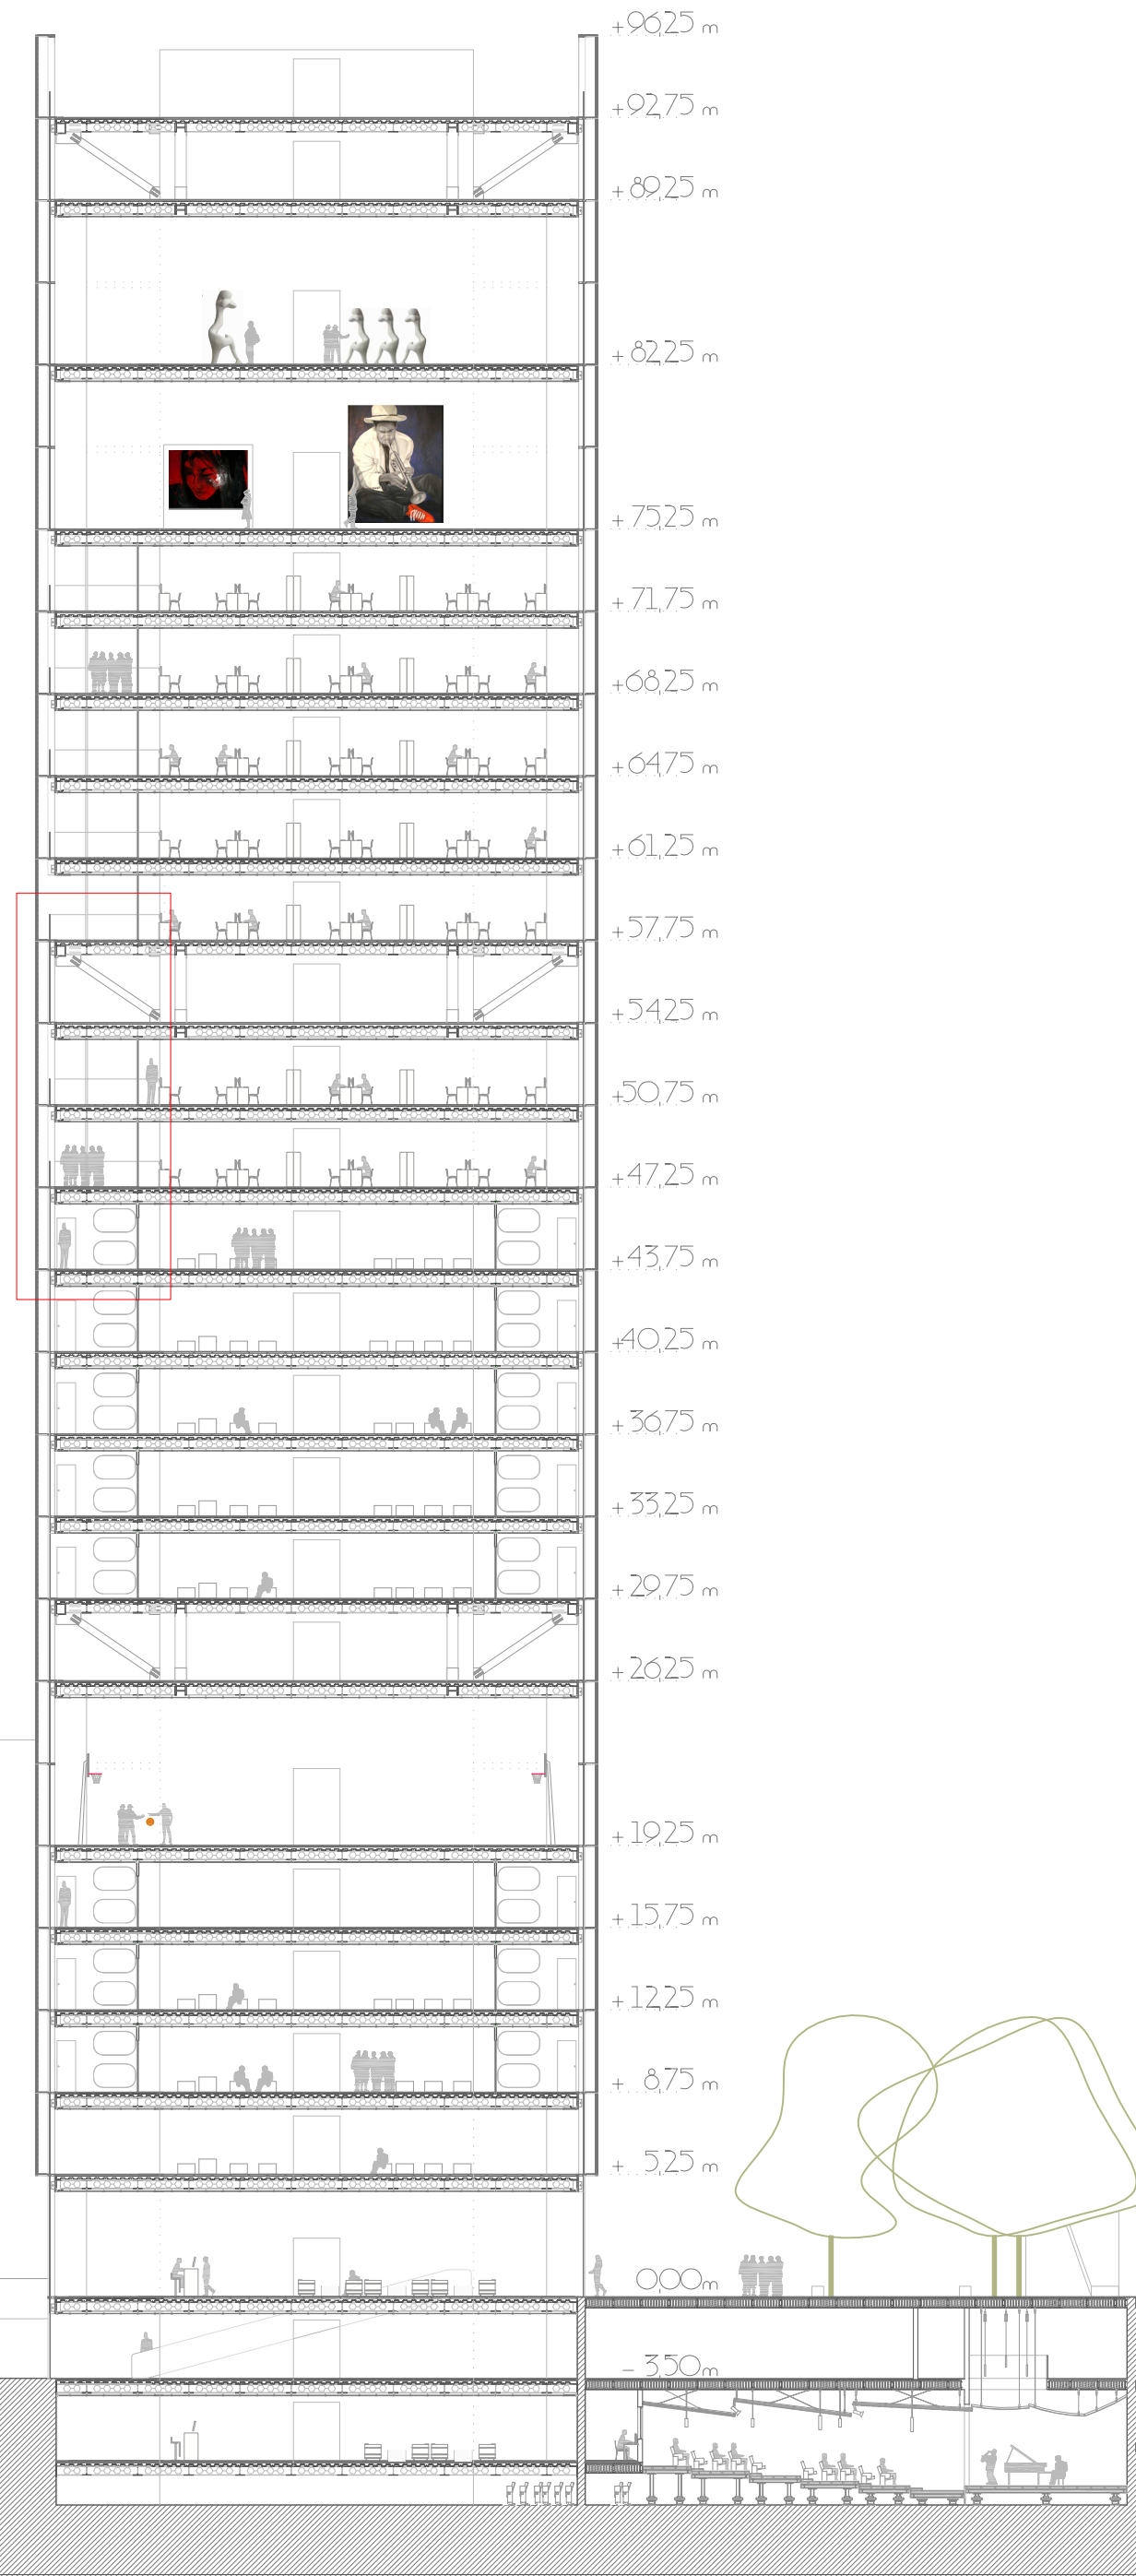 +96,25 m
+92,75 m
+89,25 m
+82,25 m
+75,25 m
+71,75 m
+68,25 m
+64,75 m
+61,25 m
+57,75 m
+54,25 m
+50,75 m
+47,25 m
+43,75 m
+40,25 m
+36,75 m
+33,25 m
+29,75 m
+26,25 m
+19,25 m
+15,75 m
+12,25 m
+ 8,75 m
+ 5,25 m
0,00m
- 3,50m